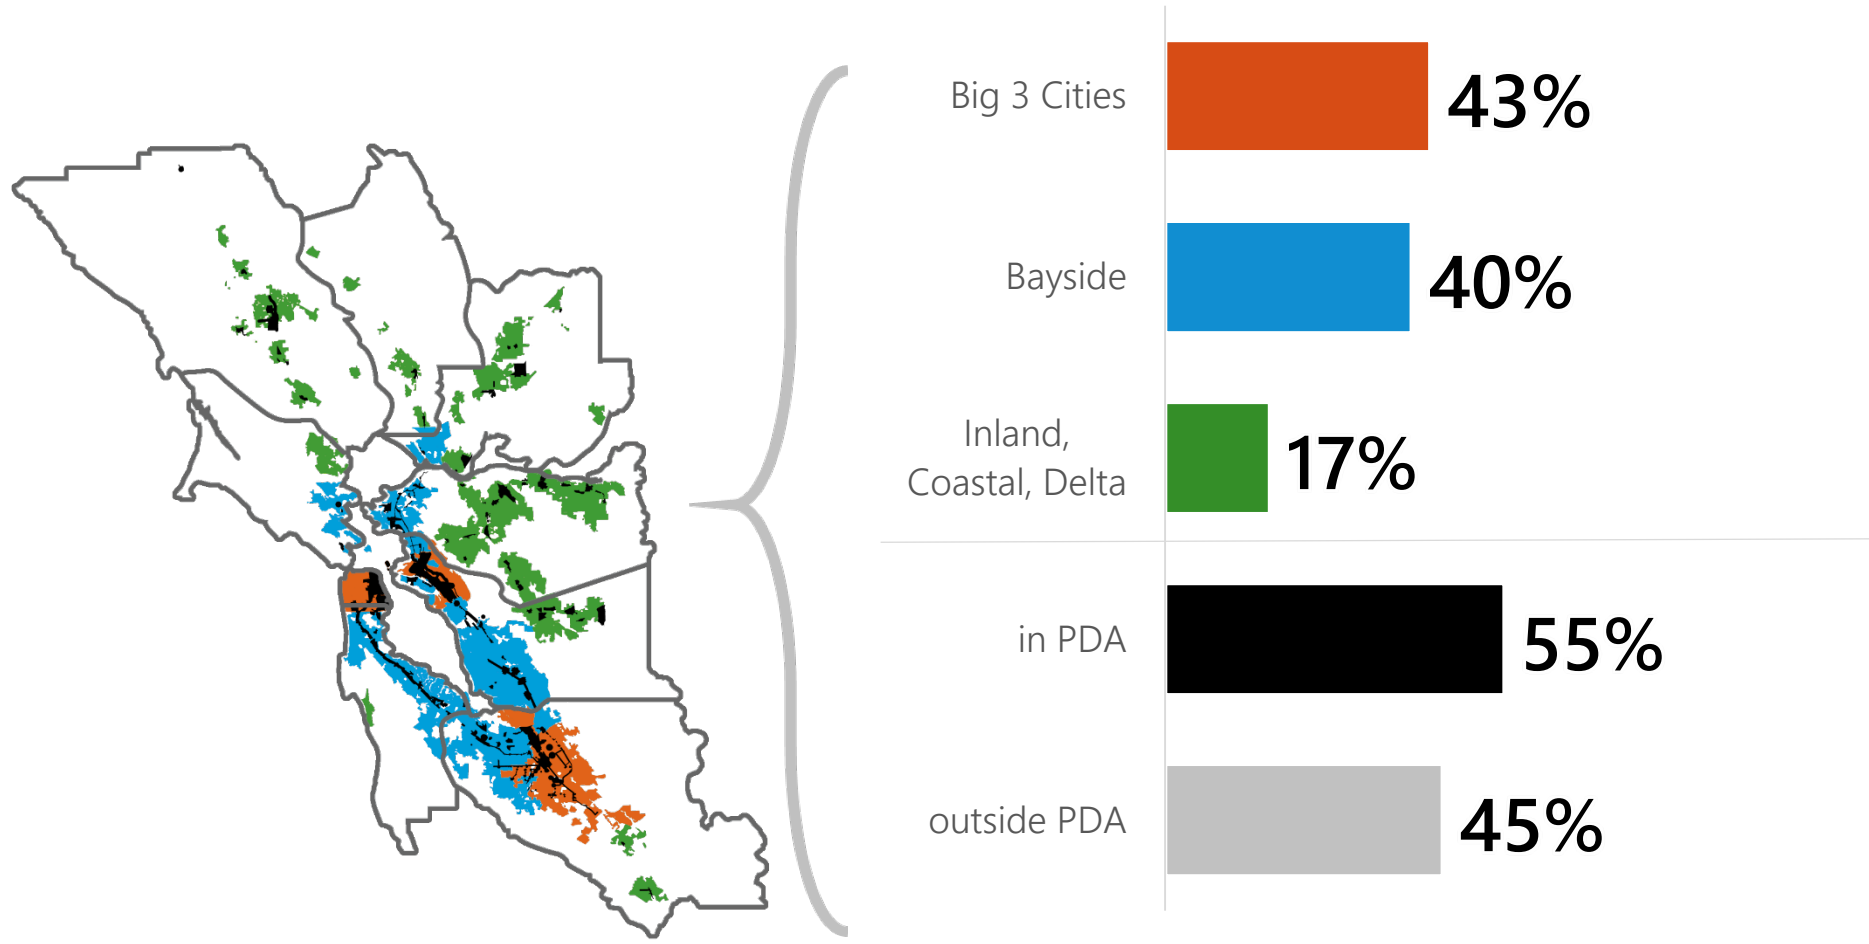 Big 3 Cities
43%
Bayside
40%
Inland,
Coastal, Delta
17%
in PDA
55%
outside PDA
45%